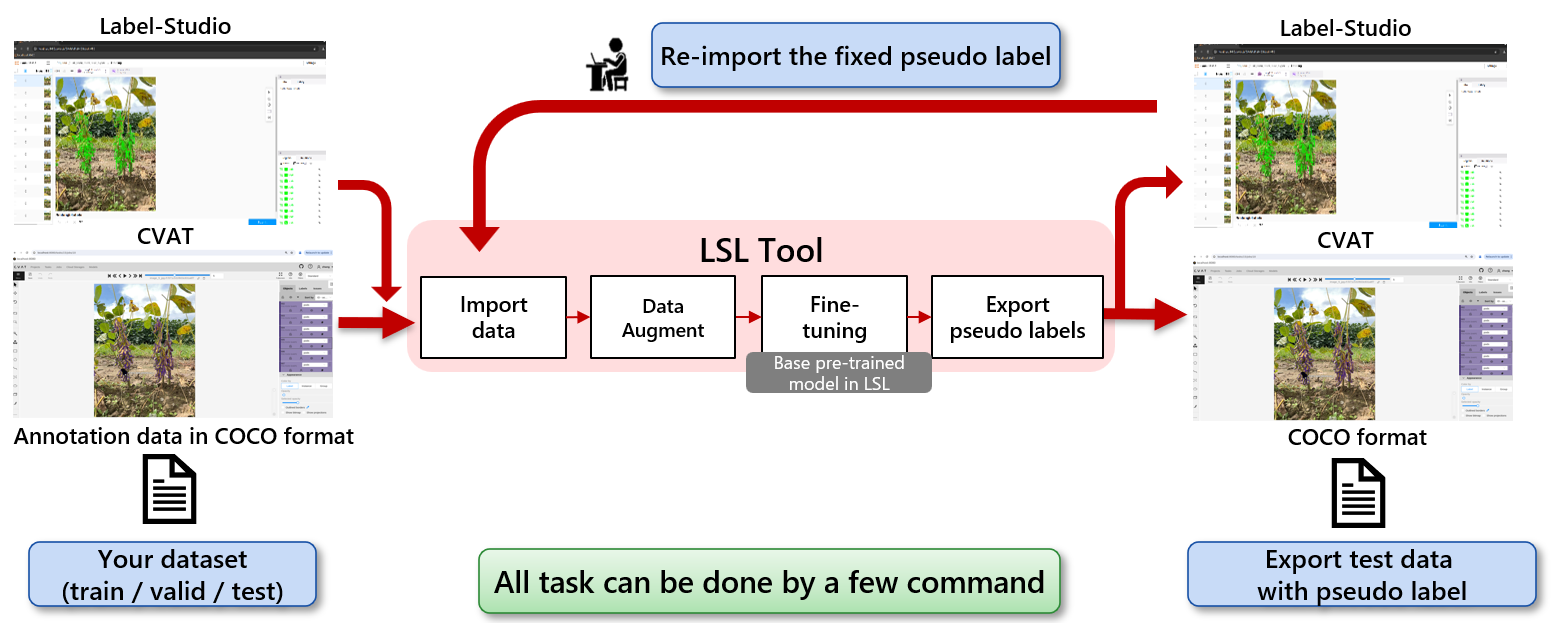 Label-Studio
CVAT
Annotation data in COCO format
Your dataset
(train / valid / test)
Re-import the fixed pseudo label
LSL Tool
Import
data
Data
Augment
Fine-
tuning
Base pre-trained
model in LSL
Export
pseudo labels
All task can be done by a few command
Label-Studio
CVAT
COCO format
Export test data
with pseudo label